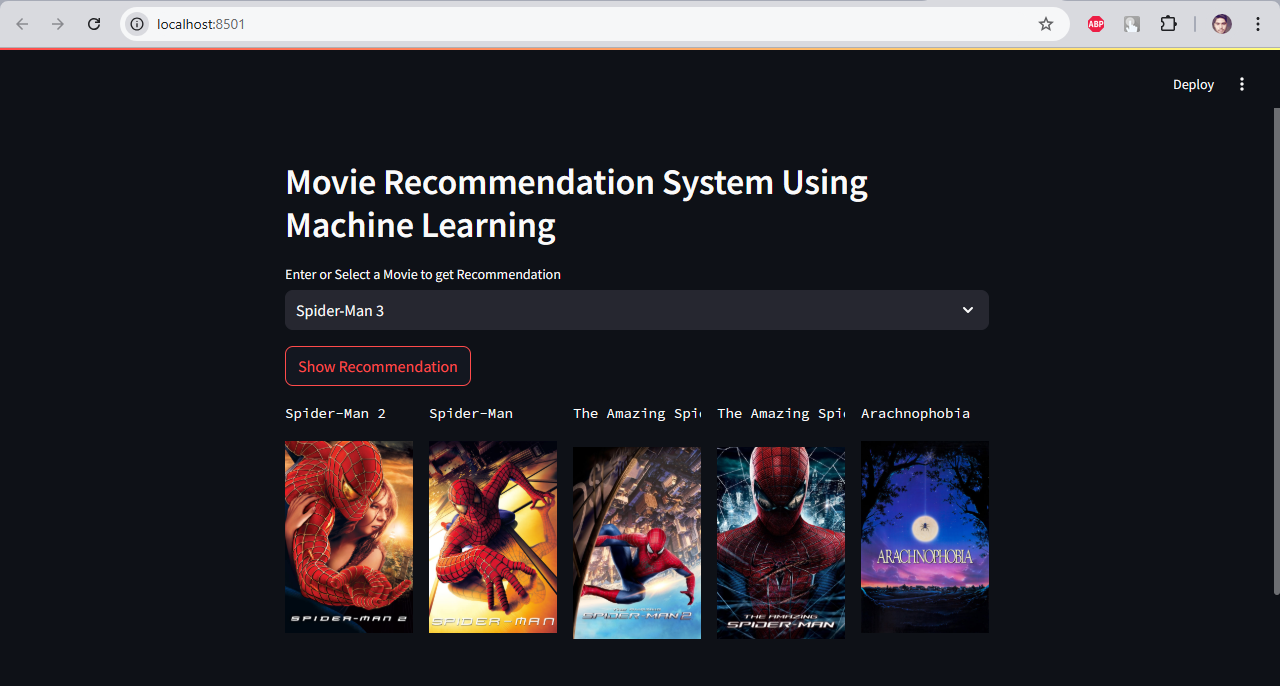 localhost:8501
ABP
Deploy
Movie Recommendation System Using
Machine Learning
Enter or Select a Movie to get Recommendation
Spider-Man 3
Show Recommendation
Spider-Man 2
Spider-Man
The Amazing Spi
The Amazing Spi
Arachnophobia
SPIDER-MAN 2
SPIDER-MAN
THE AMAZING
SPIDER-MAN 2
THE AMAZING
SPIDER-MAN
ARACHNOPHOBIA